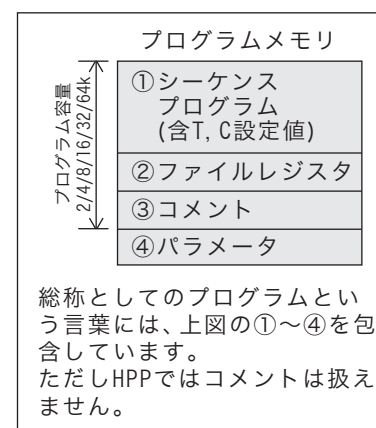 プログラムメモリ
プログラム容量
2/4/8/16/32/64k
①シーケンス
プログラム
(含T, C設定値)
②ファイルレジスタ
③コメント
④パラメータ
総称としてのプログラムとい
う言葉には、上図の①～④を包
含しています。
ただしHPPではコメントは扱え
ません。